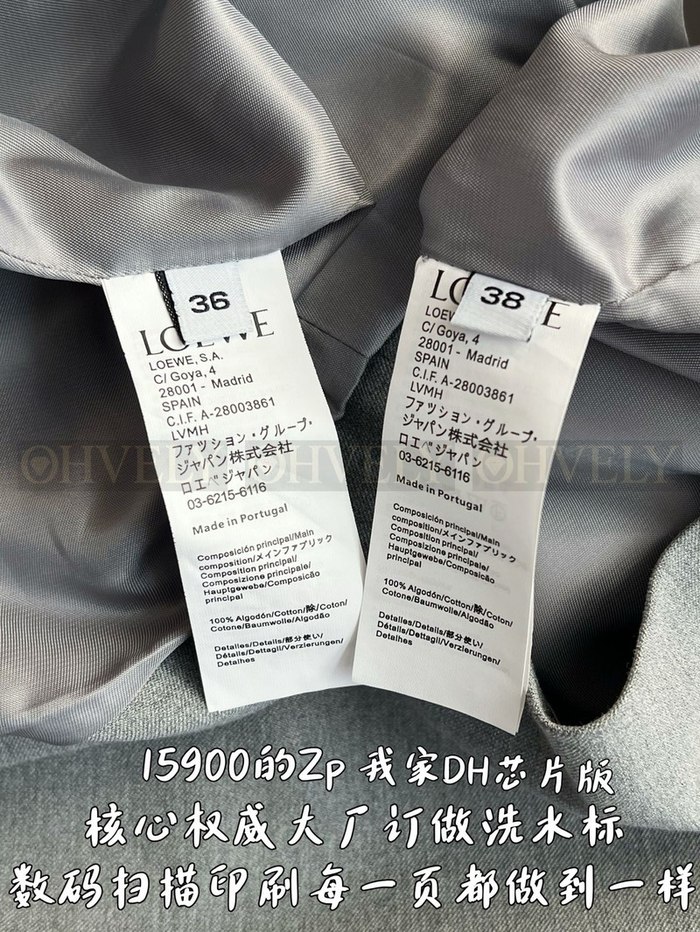 36
LOEWE
LOEWE, S.A.
C/ Goya, 4
28001 - Madrid
SPAIN
C.I.F. A-28003861
LVMH
ファッション・グループ・
ジャパン株式会社
ロエベジャパン
03-6215-6116
Made in Portugal
Composición principal/Main
composition/メインファブリック
Composition principale/
Composizione principale/
Hauptgewebe/Composição
principal
100% Algodón/Cotton/除/Coton/
Cotone/Baumwolle/Algodão
Detalles/Details/部分使い/
Détails/Dettagli/Verzierungen/
Detalhes
38
LOEWE
LOEWE, S.A.
C/ Goya, 4
28001 - Madrid
SPAIN
C.I.F. A-28003861
LVMH
ファッション・グループ・
ジャパン株式会社
ロエベジャパン
03-6215-6116
Made in Portugal
Composición principal/Main
composition/メインファブリック
Composition principale/
Composizione principale/
Hauptgewebe/Composição
principal
100% Algodón/Cotton/除/Coton/
Cotone/Baumwolle/Algodão
Detalles/Details/部分使い/
Détails/Dettagli/Verzierungen/
Detalhes
OHVELY OHVELY OHVELY
15900的Zp 我家DH芯片版
核心权威大厂订做洗水标
数码扫描印刷每一页都做到一样